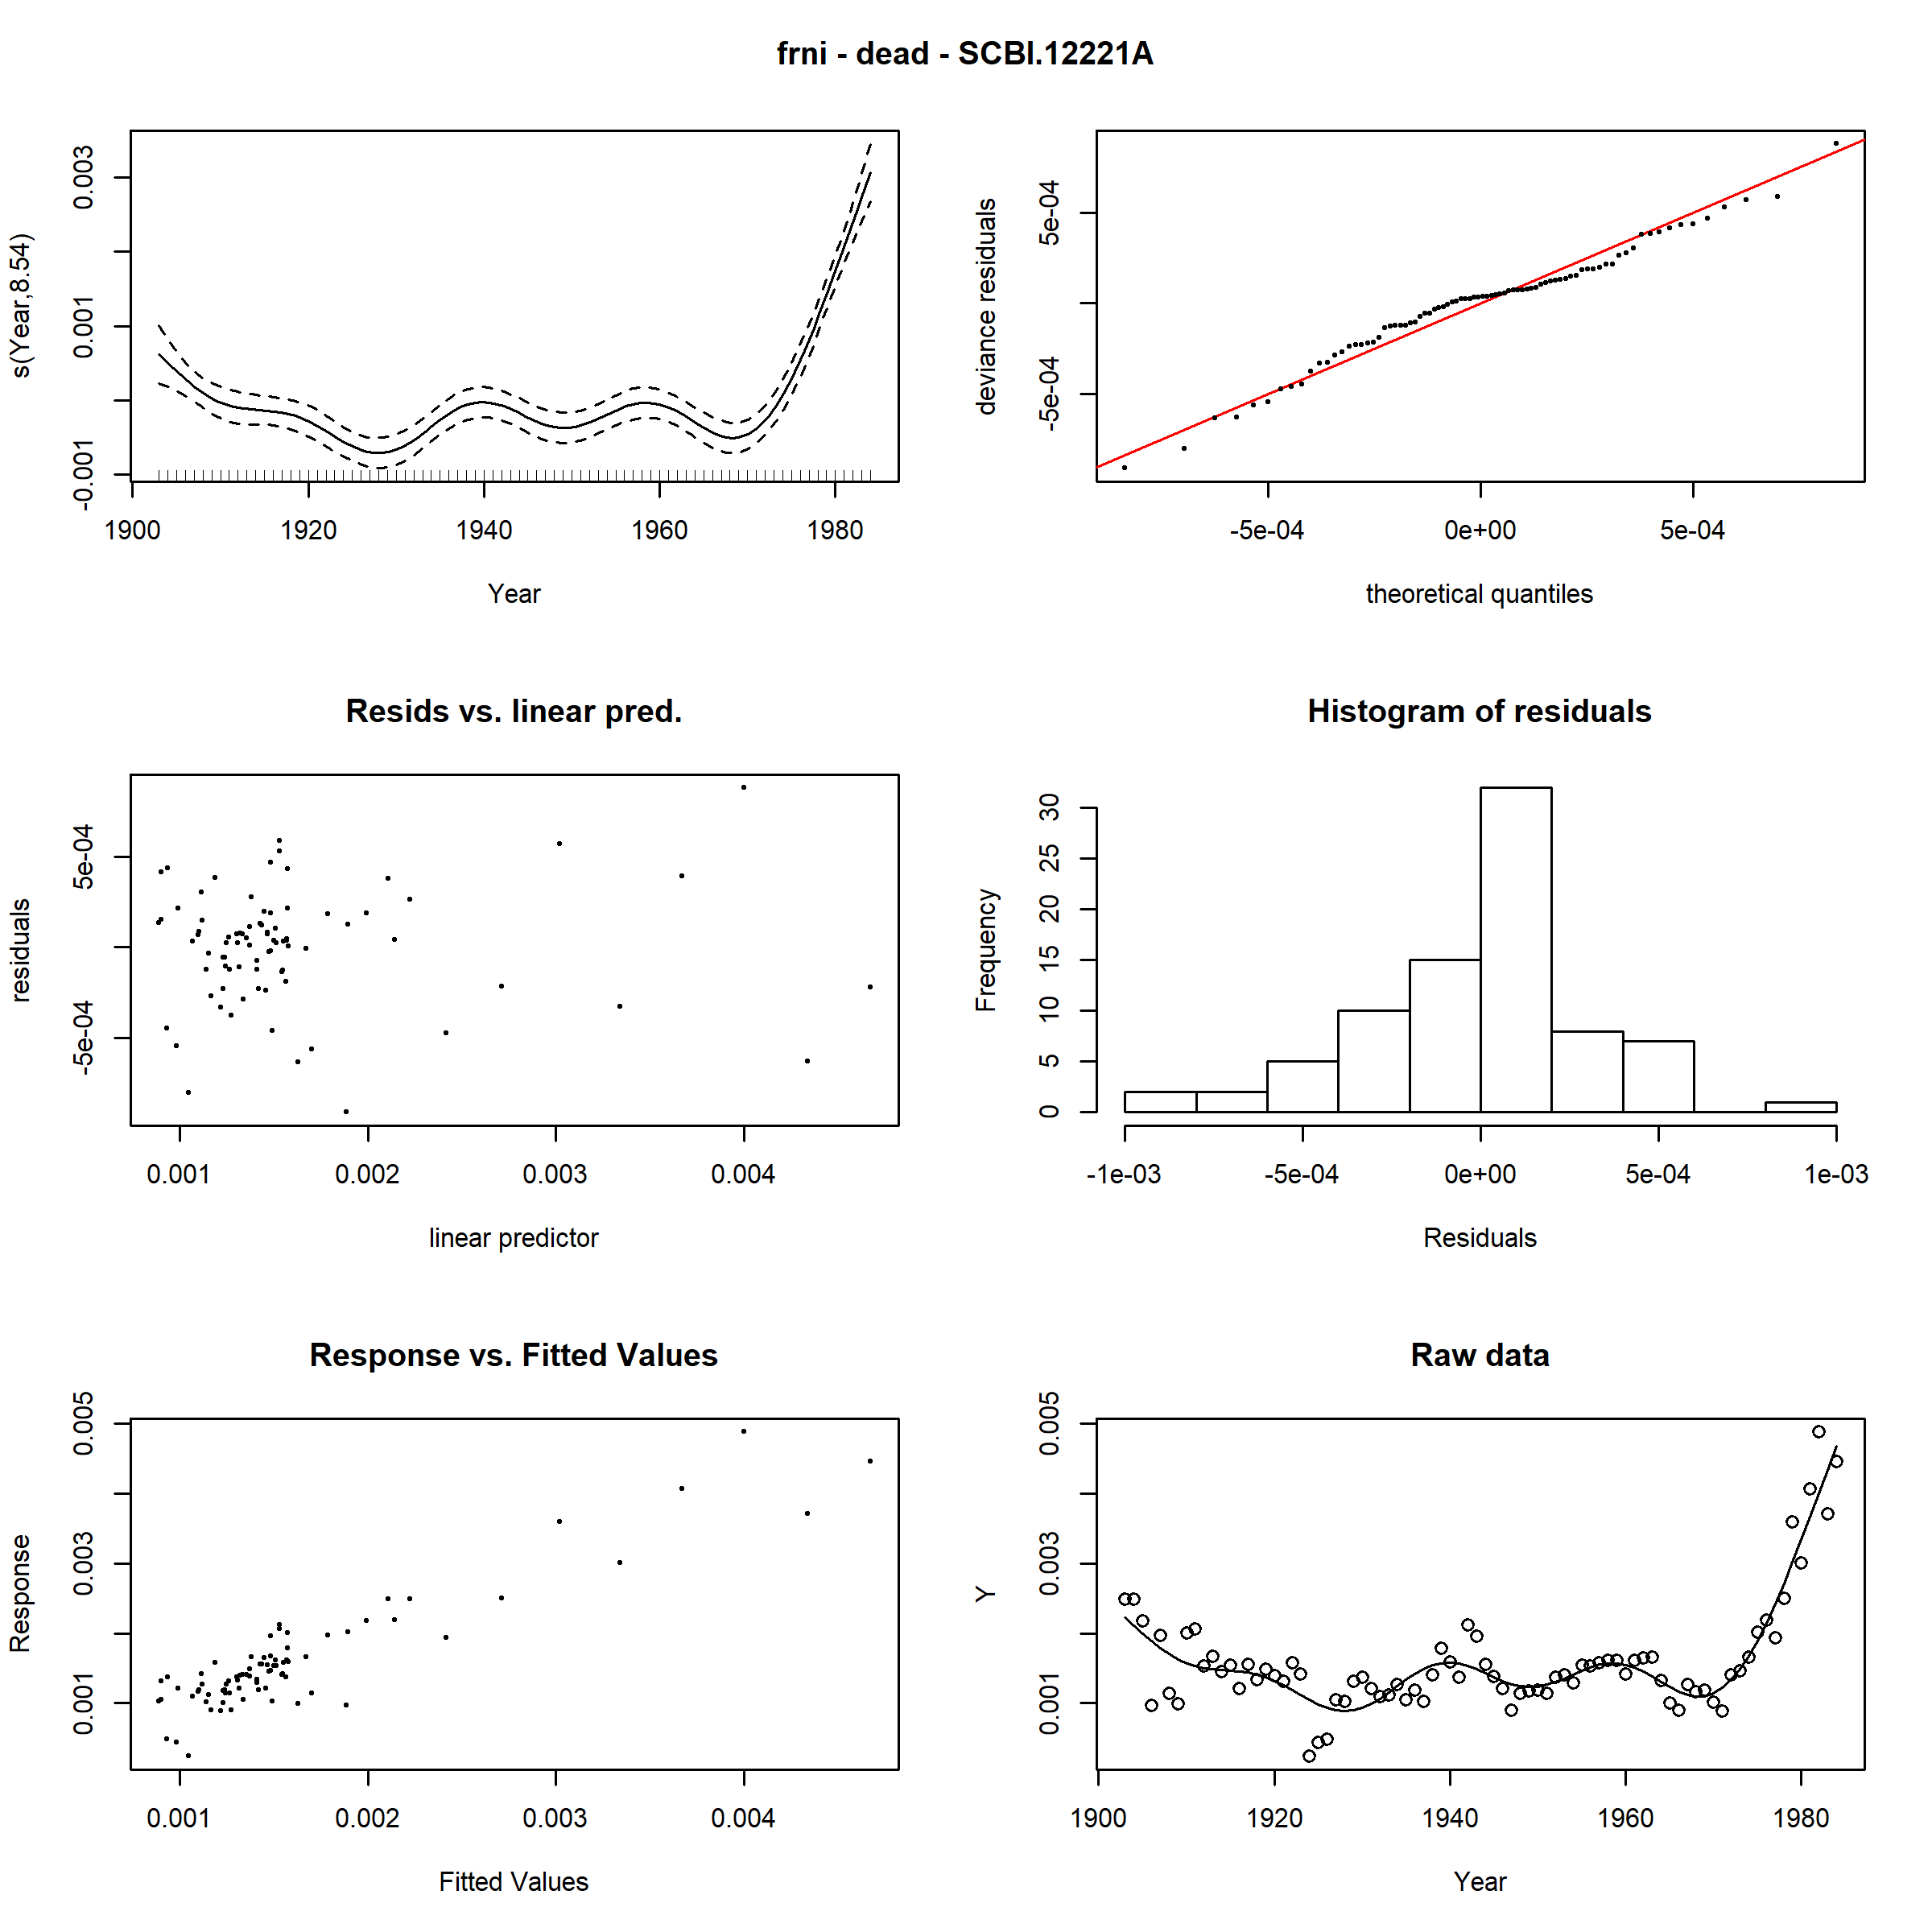 frni - dead - SCBI.12221A
s(Year,8.54)
-0.001 0.001 0.003
1900 1920 1940 1960 1980
Year
deviance residuals
-5e-04 5e-04
-5e-04 0e+00 5e-04
theoretical quantiles
Resids vs. linear pred.
residuals
-5e-04 5e-04
0.001 0.002 0.003 0.004
linear predictor
Histogram of residuals
Frequency
0 5 10 15 20 25 30
-1e-03 -5e-04 0e+00 5e-04 1e-03
Residuals
Response vs. Fitted Values
Response
0.001 0.003 0.005
0.001 0.002 0.003 0.004
Fitted Values
Raw data
Y
0.001 0.003 0.005
1900 1920 1940 1960 1980
Year